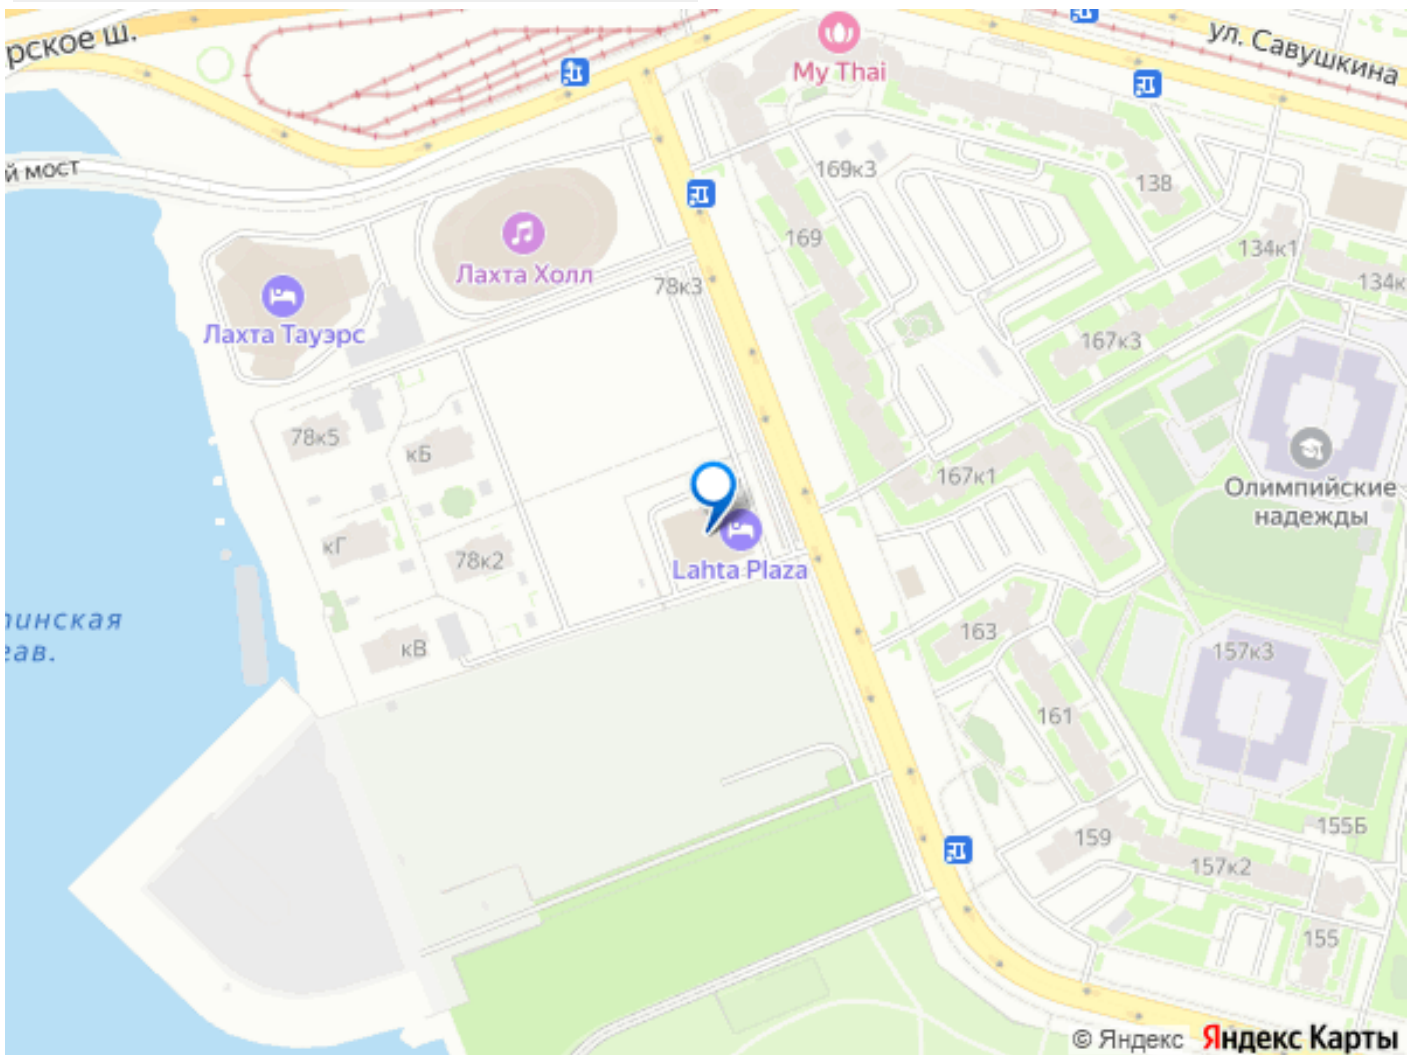 рское ш.
ул. Савушкина
My Thai
й мост
169к3
138
169
Лахта Холл
134к1
78к3
134к
Лахта Тауэрс
167к3
78к5
кБ
167к1
Олимпийские
надежды
кГ
78к2
Lahta Plaza
инская
ав.
163
кВ
157к3
161
155Б
159
157к2
155
© Яндекс Яндекс Карты